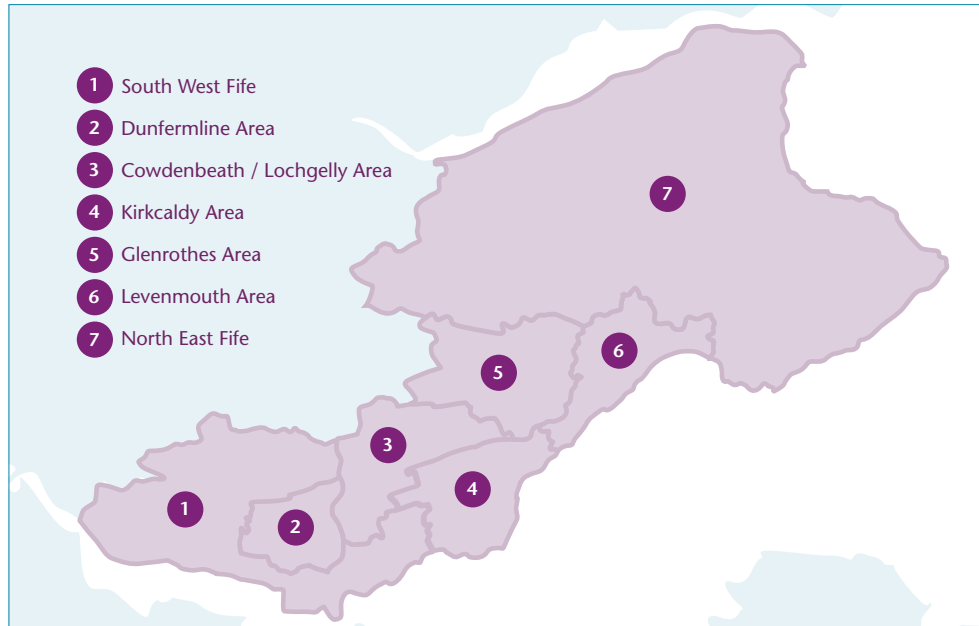 1 South West Fife
2 Dunfermline Area
3 Cowdenbeath / Lochgelly Area
4 Kirkcaldy Area
5 Glenrothes Area
6 Levenmouth Area
7 North East Fife
7
6
5
3
4
1
2